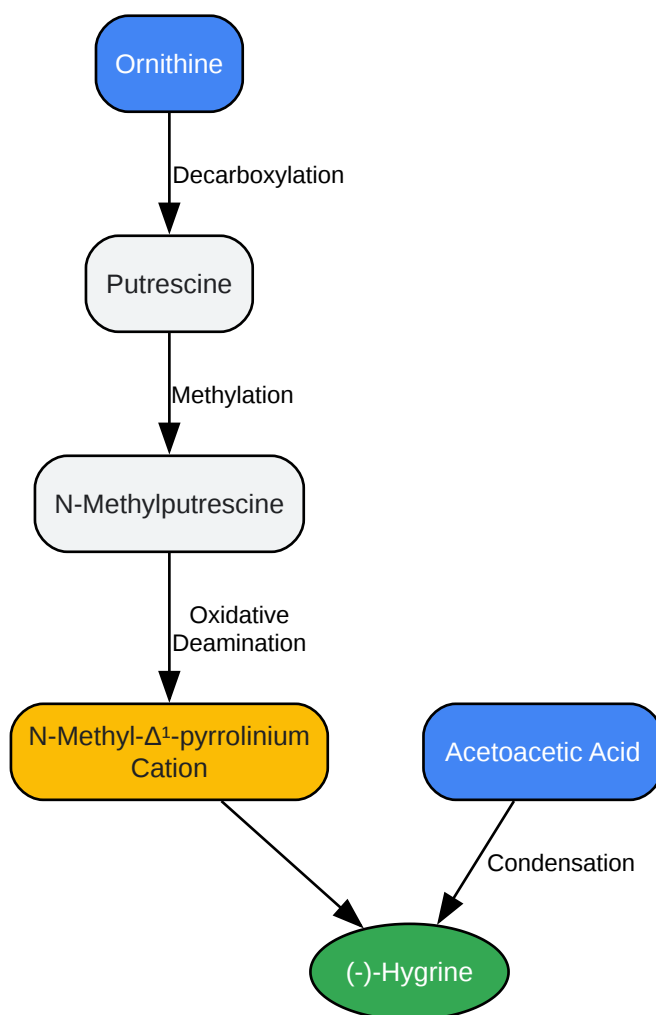 Ornithine
Decarboxylation
Putrescine
Methylation
N-Methylputrescine
Oxidative
Deamination
N-Methyl-Δ¹-pyrrolinium
Cation
Acetoacetic Acid
Condensation
(-)-Hygrine